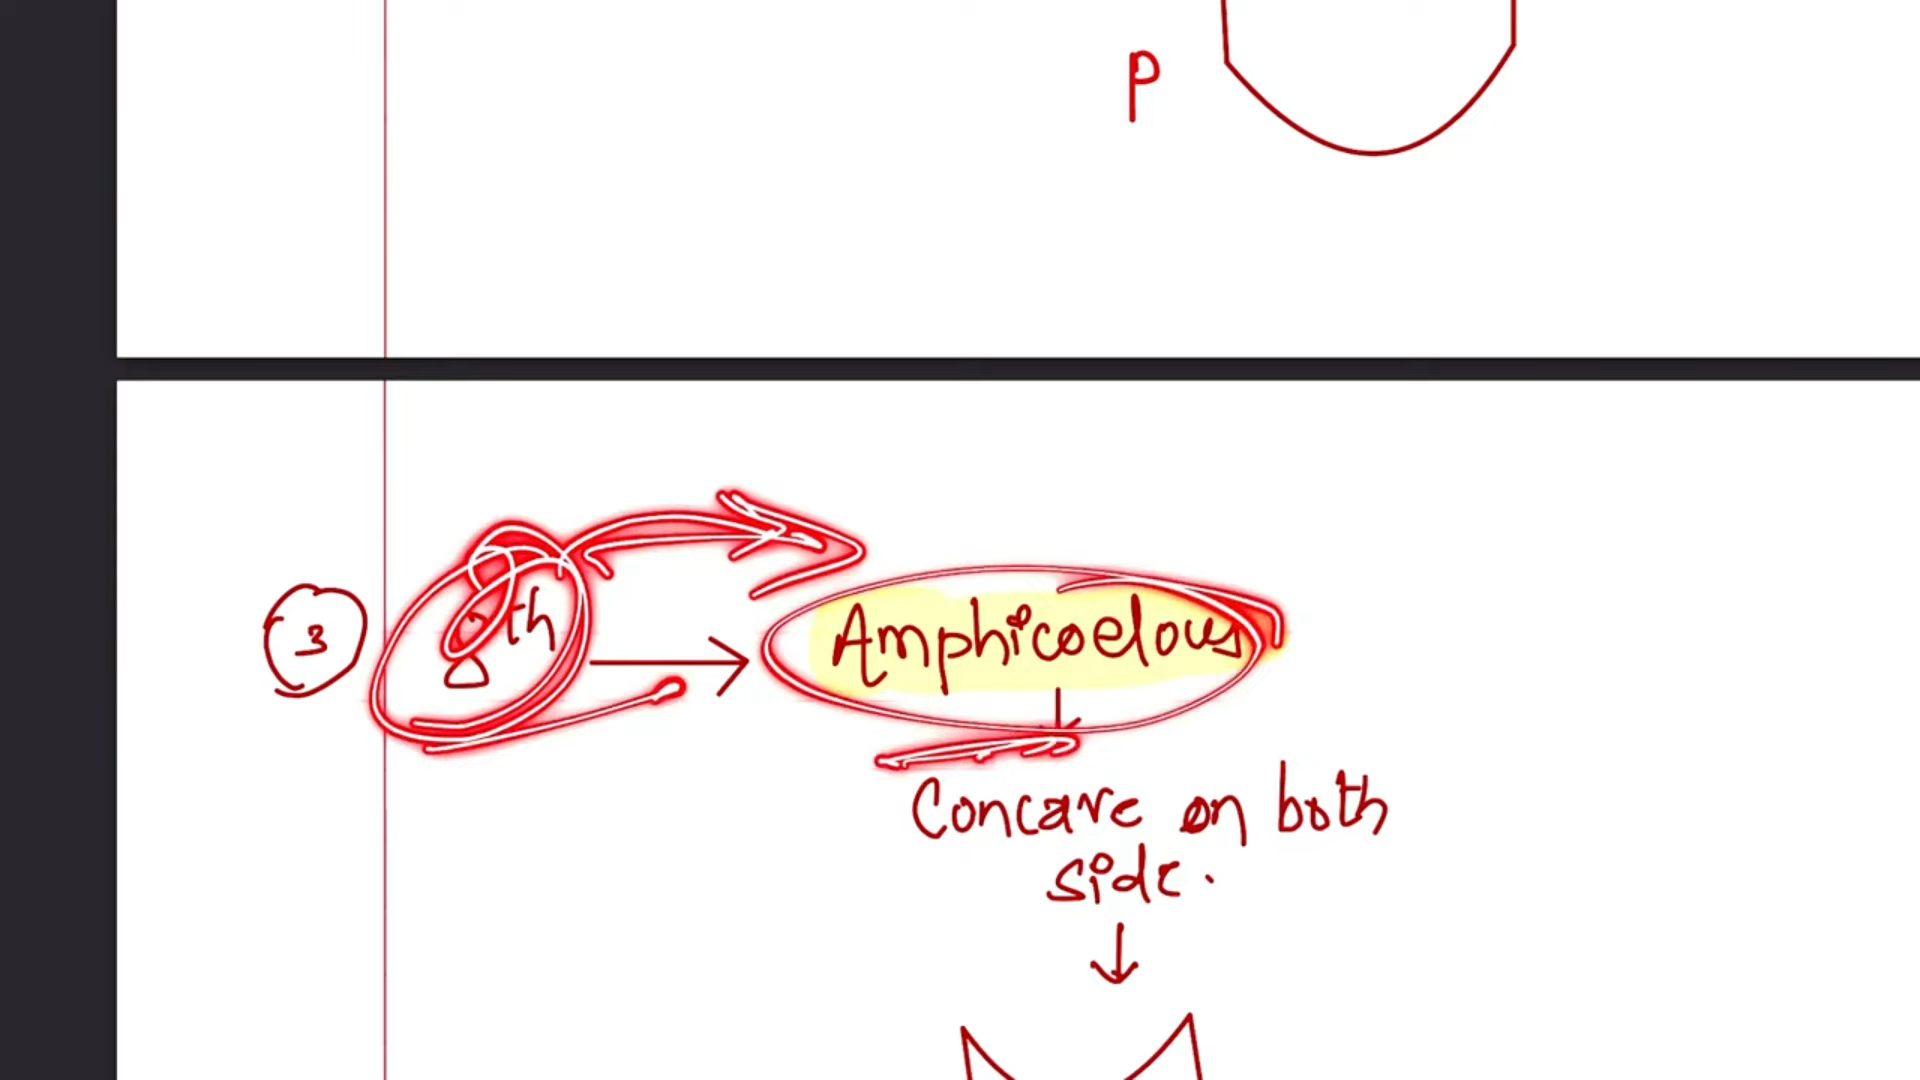 P
3 8th → Amphicoelous
↓
Concave on both
side.
↓